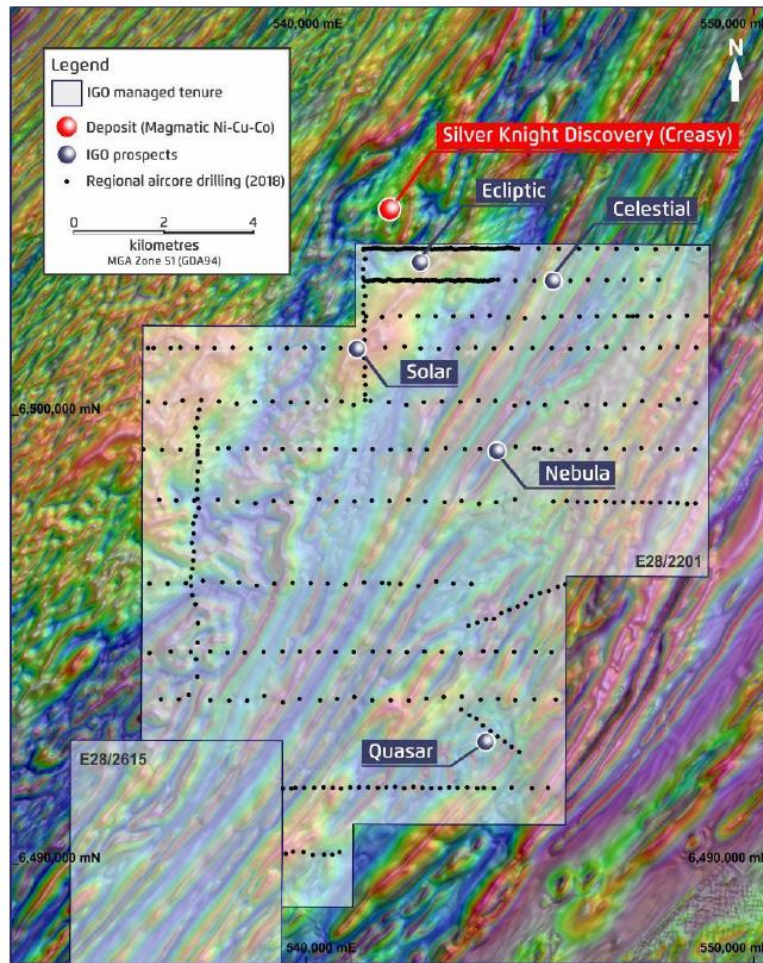 540,000 mE
550,000 mE
N
Legend
IGO managed tenure
Deposit (Magmatic Ni-Cu-Co)
IGO prospects
Regional aircore drilling (2018)
0 2 4
kilometres
MGA Zone 51 (GDA94)
Silver Knight Discovery (Creasy)
Ecliptic
Celestial
Solar
6,500,000 mN
Nebula
E28/2201
Quasar
E28/2615
6,490,000 mN
6,490,000 mN
540,000 mE
550,000 mE